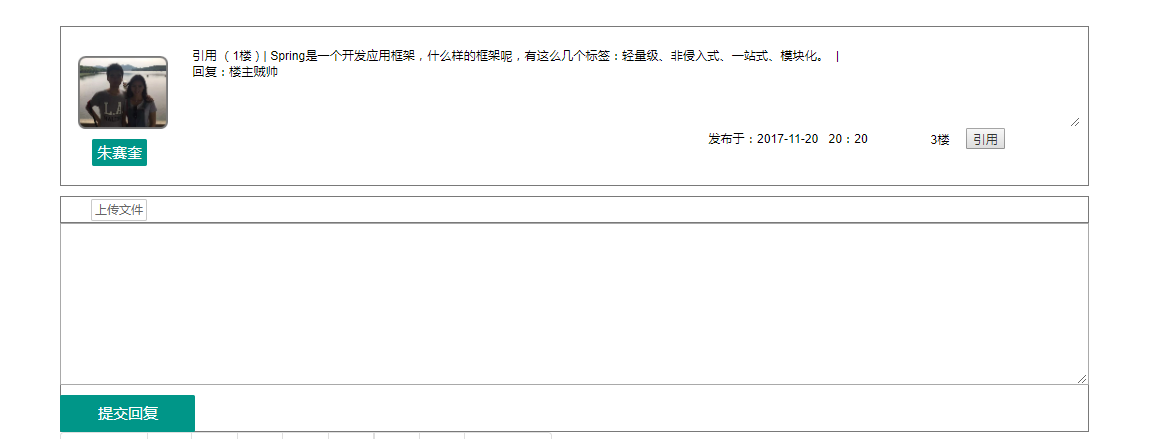 引用 （ 1楼 ) | Spring是一个开发应用框架，什么样的框架呢，有这么几个标签：轻量级、非侵入式、一站式、模块化。 |
回复：楼主贼帅
发布于：2017-11-20 20：20 3楼 引用
朱赛奎
上传文件
提交回复